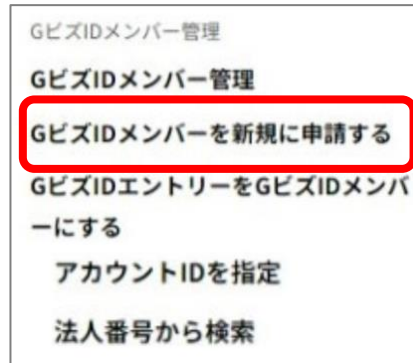 GビズIDメンバー管理
GビズIDメンバー管理
GビズIDメンバーを新規に申請する
GビズIDエントリーをGビズIDメンバ
ーにする
アカウントIDを指定
法人番号から検索